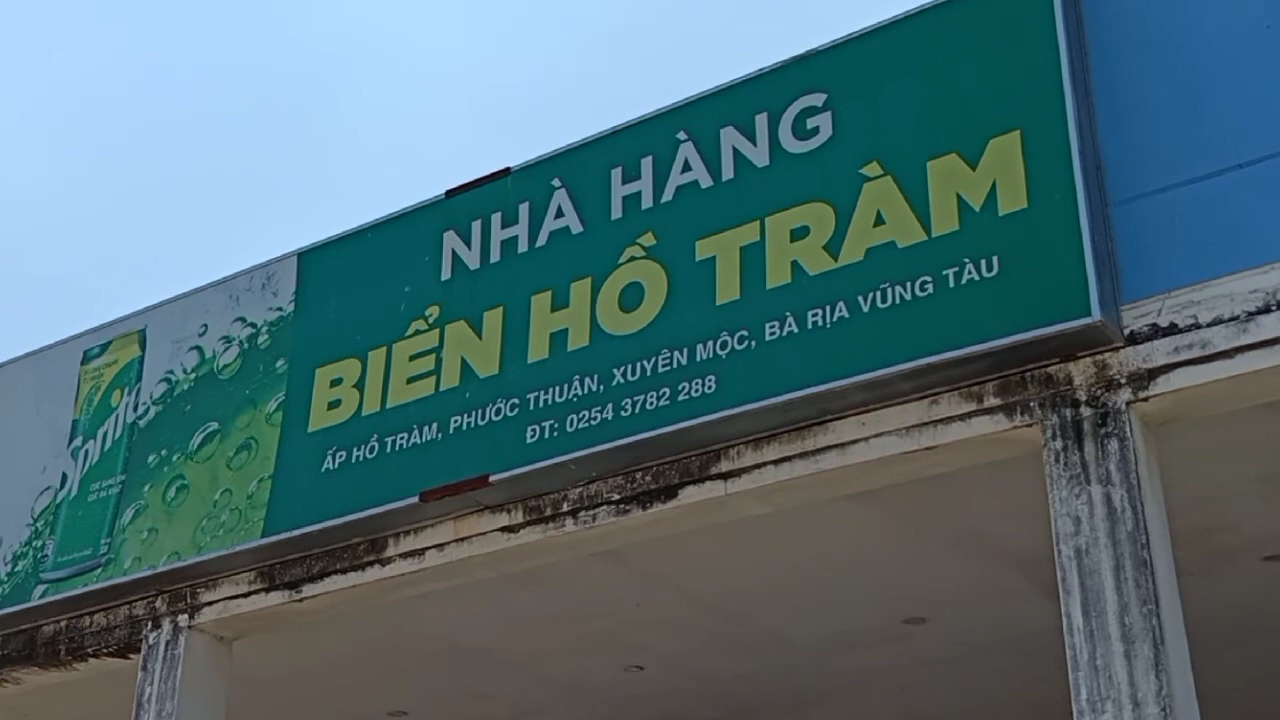 NHÀ HÀNG
BIỂN HỒ TRÀM
ẤP HỒ TRÀM, PHƯỚC THUẬN, XUYÊN MỘC, BÀ RỊA VŨNG TÀU
ĐT: 0254 3782 288
Sprite